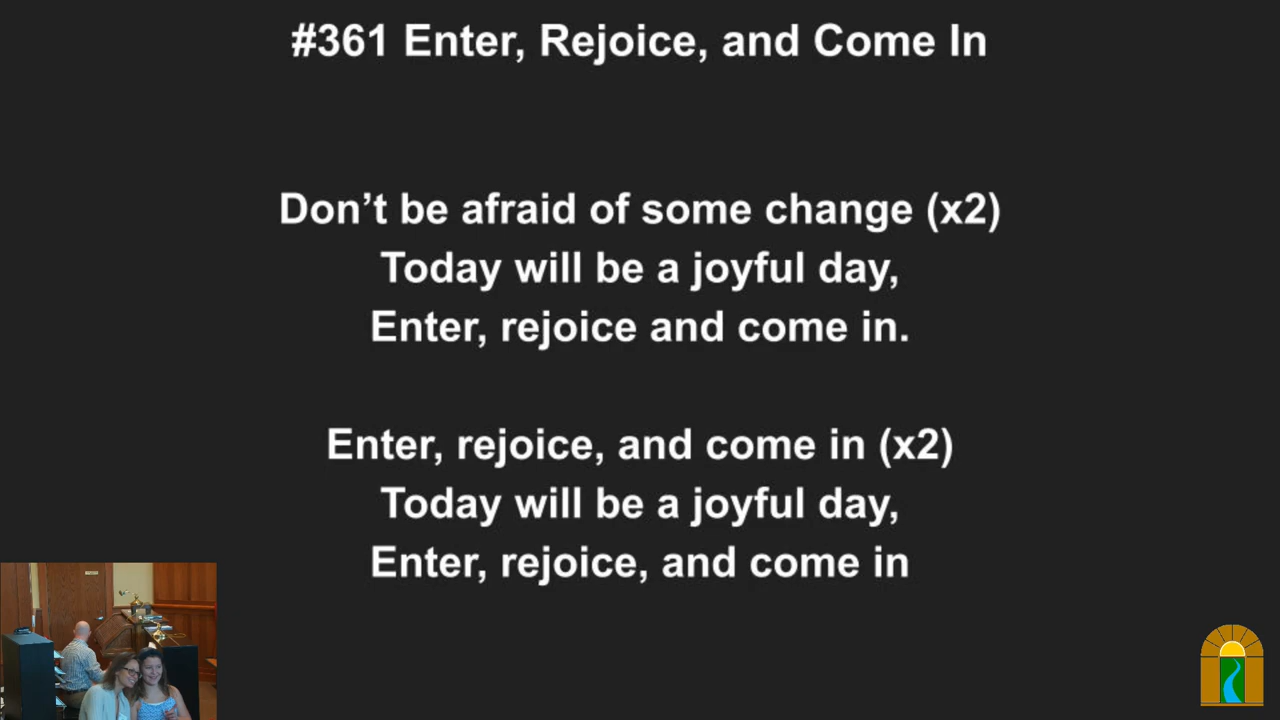 #361 Enter, Rejoice, and Come In
Don’t be afraid of some change (x2)
Today will be a joyful day,
Enter, rejoice and come in.
Enter, rejoice, and come in (x2)
Today will be a joyful day,
Enter, rejoice, and come in